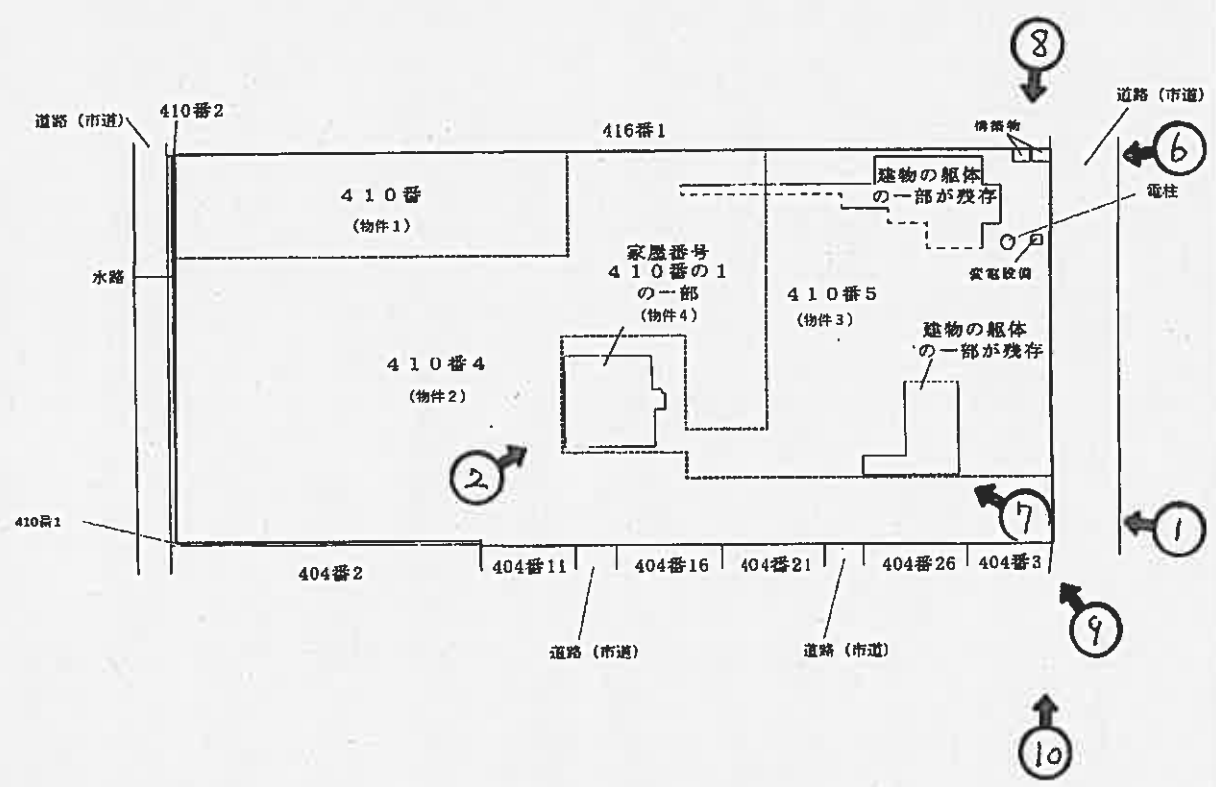 ⑧
道路（市道）
410番2
道路（市道）
416番1
構築物
⑥
410番
（物件1）
建物の躯体
の一部が残存
電柱
家屋番号
410番の1
の一部
（物件4）
水路
変電設備
410番5
（物件3）
建物の躯体
の一部が残存
410番4
（物件2）
②
⑦
①
410番1
404番2
404番11
404番16
404番21
404番26
404番3
⑨
道路（市道）
道路（市道）
⑩